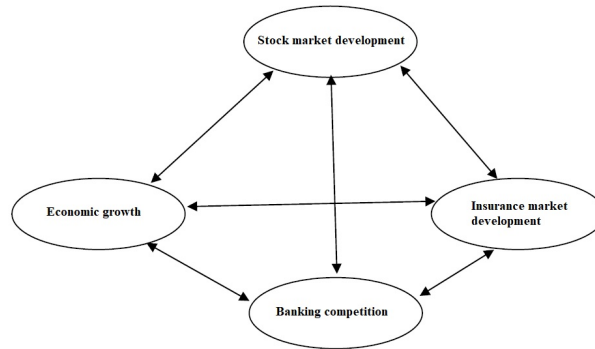 Stock market development
Economic growth
Insurance market
development
Banking competition